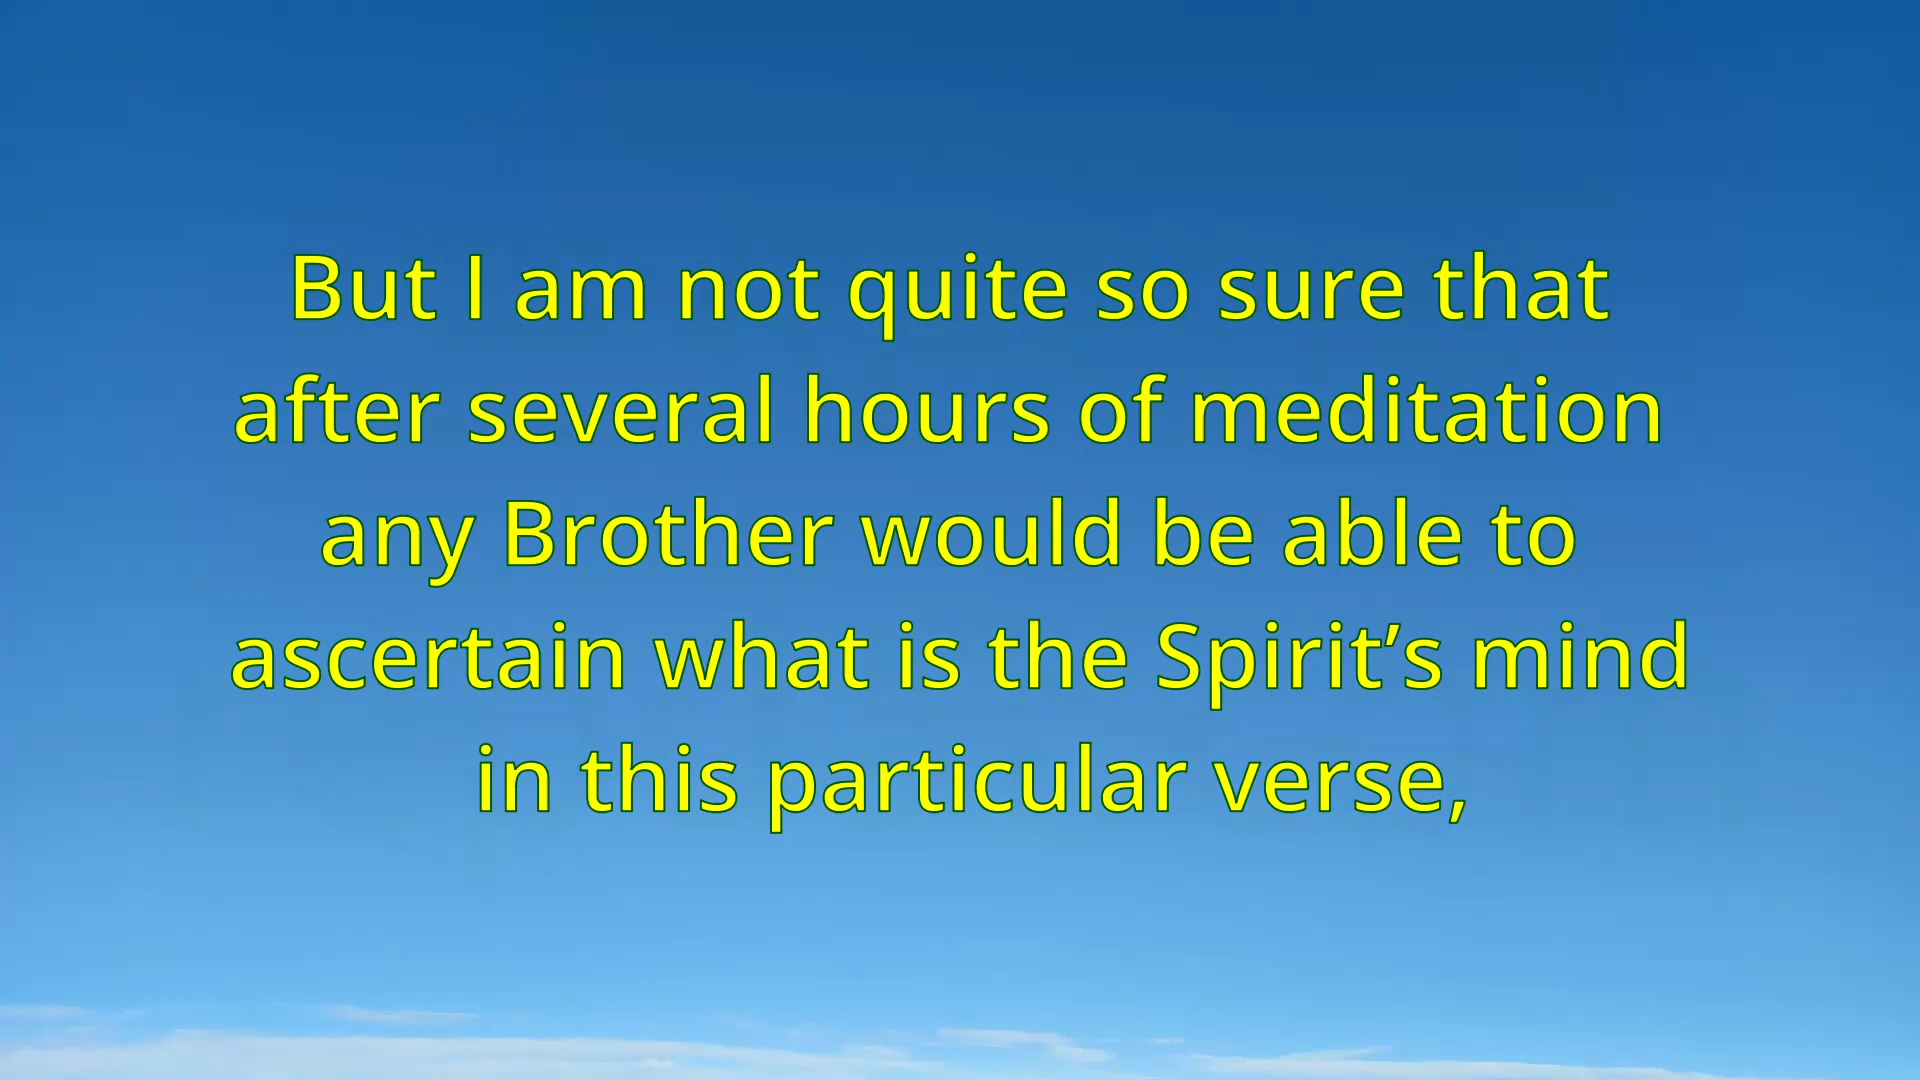 But I am not quite so sure that
after several hours of meditation
any Brother would be able to
ascertain what is the Spirit’s mind
in this particular verse,